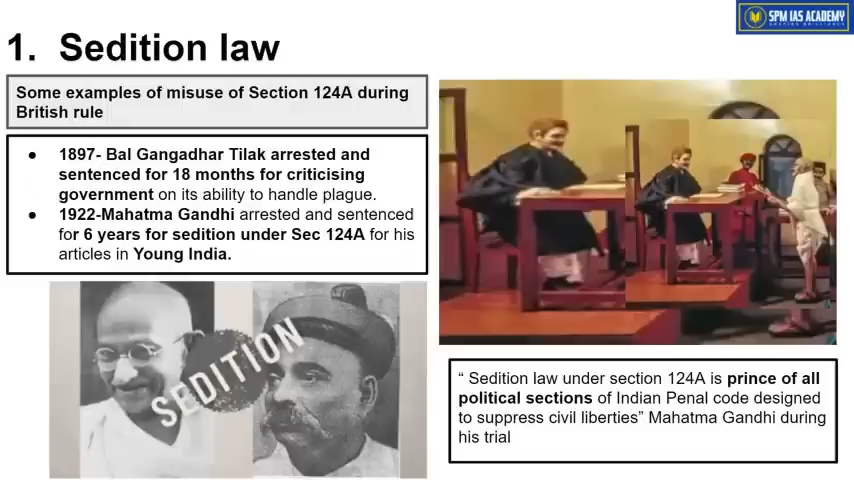 SPM IAS ACADEMY
1. Sedition law
Some examples of misuse of Section 124A during
British rule
● 1897- Bal Gangadhar Tilak arrested and
sentenced for 18 months for criticising
government on its ability to handle plague.
● 1922-Mahatma Gandhi arrested and sentenced
for 6 years for sedition under Sec 124A for his
articles in Young India.
SEDITION
“ Sedition law under section 124A is prince of all
political sections of Indian Penal code designed
to suppress civil liberties” Mahatma Gandhi during
his trial